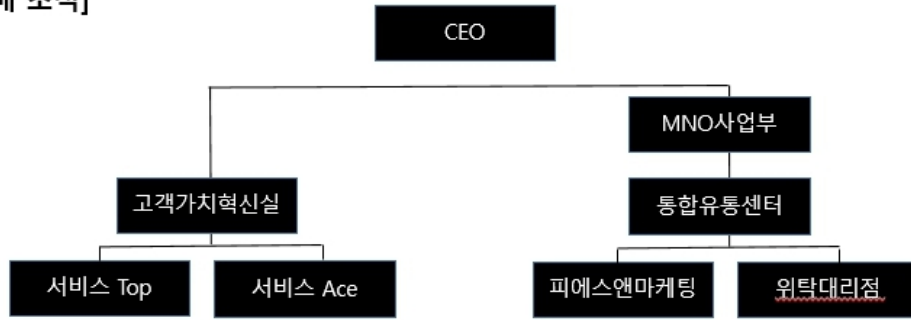 조직]
CEO
MNO사업부
고객가치혁신실
통합유통센터
서비스 Top
서비스 Ace
피에스앤마케팅
위탁대리점